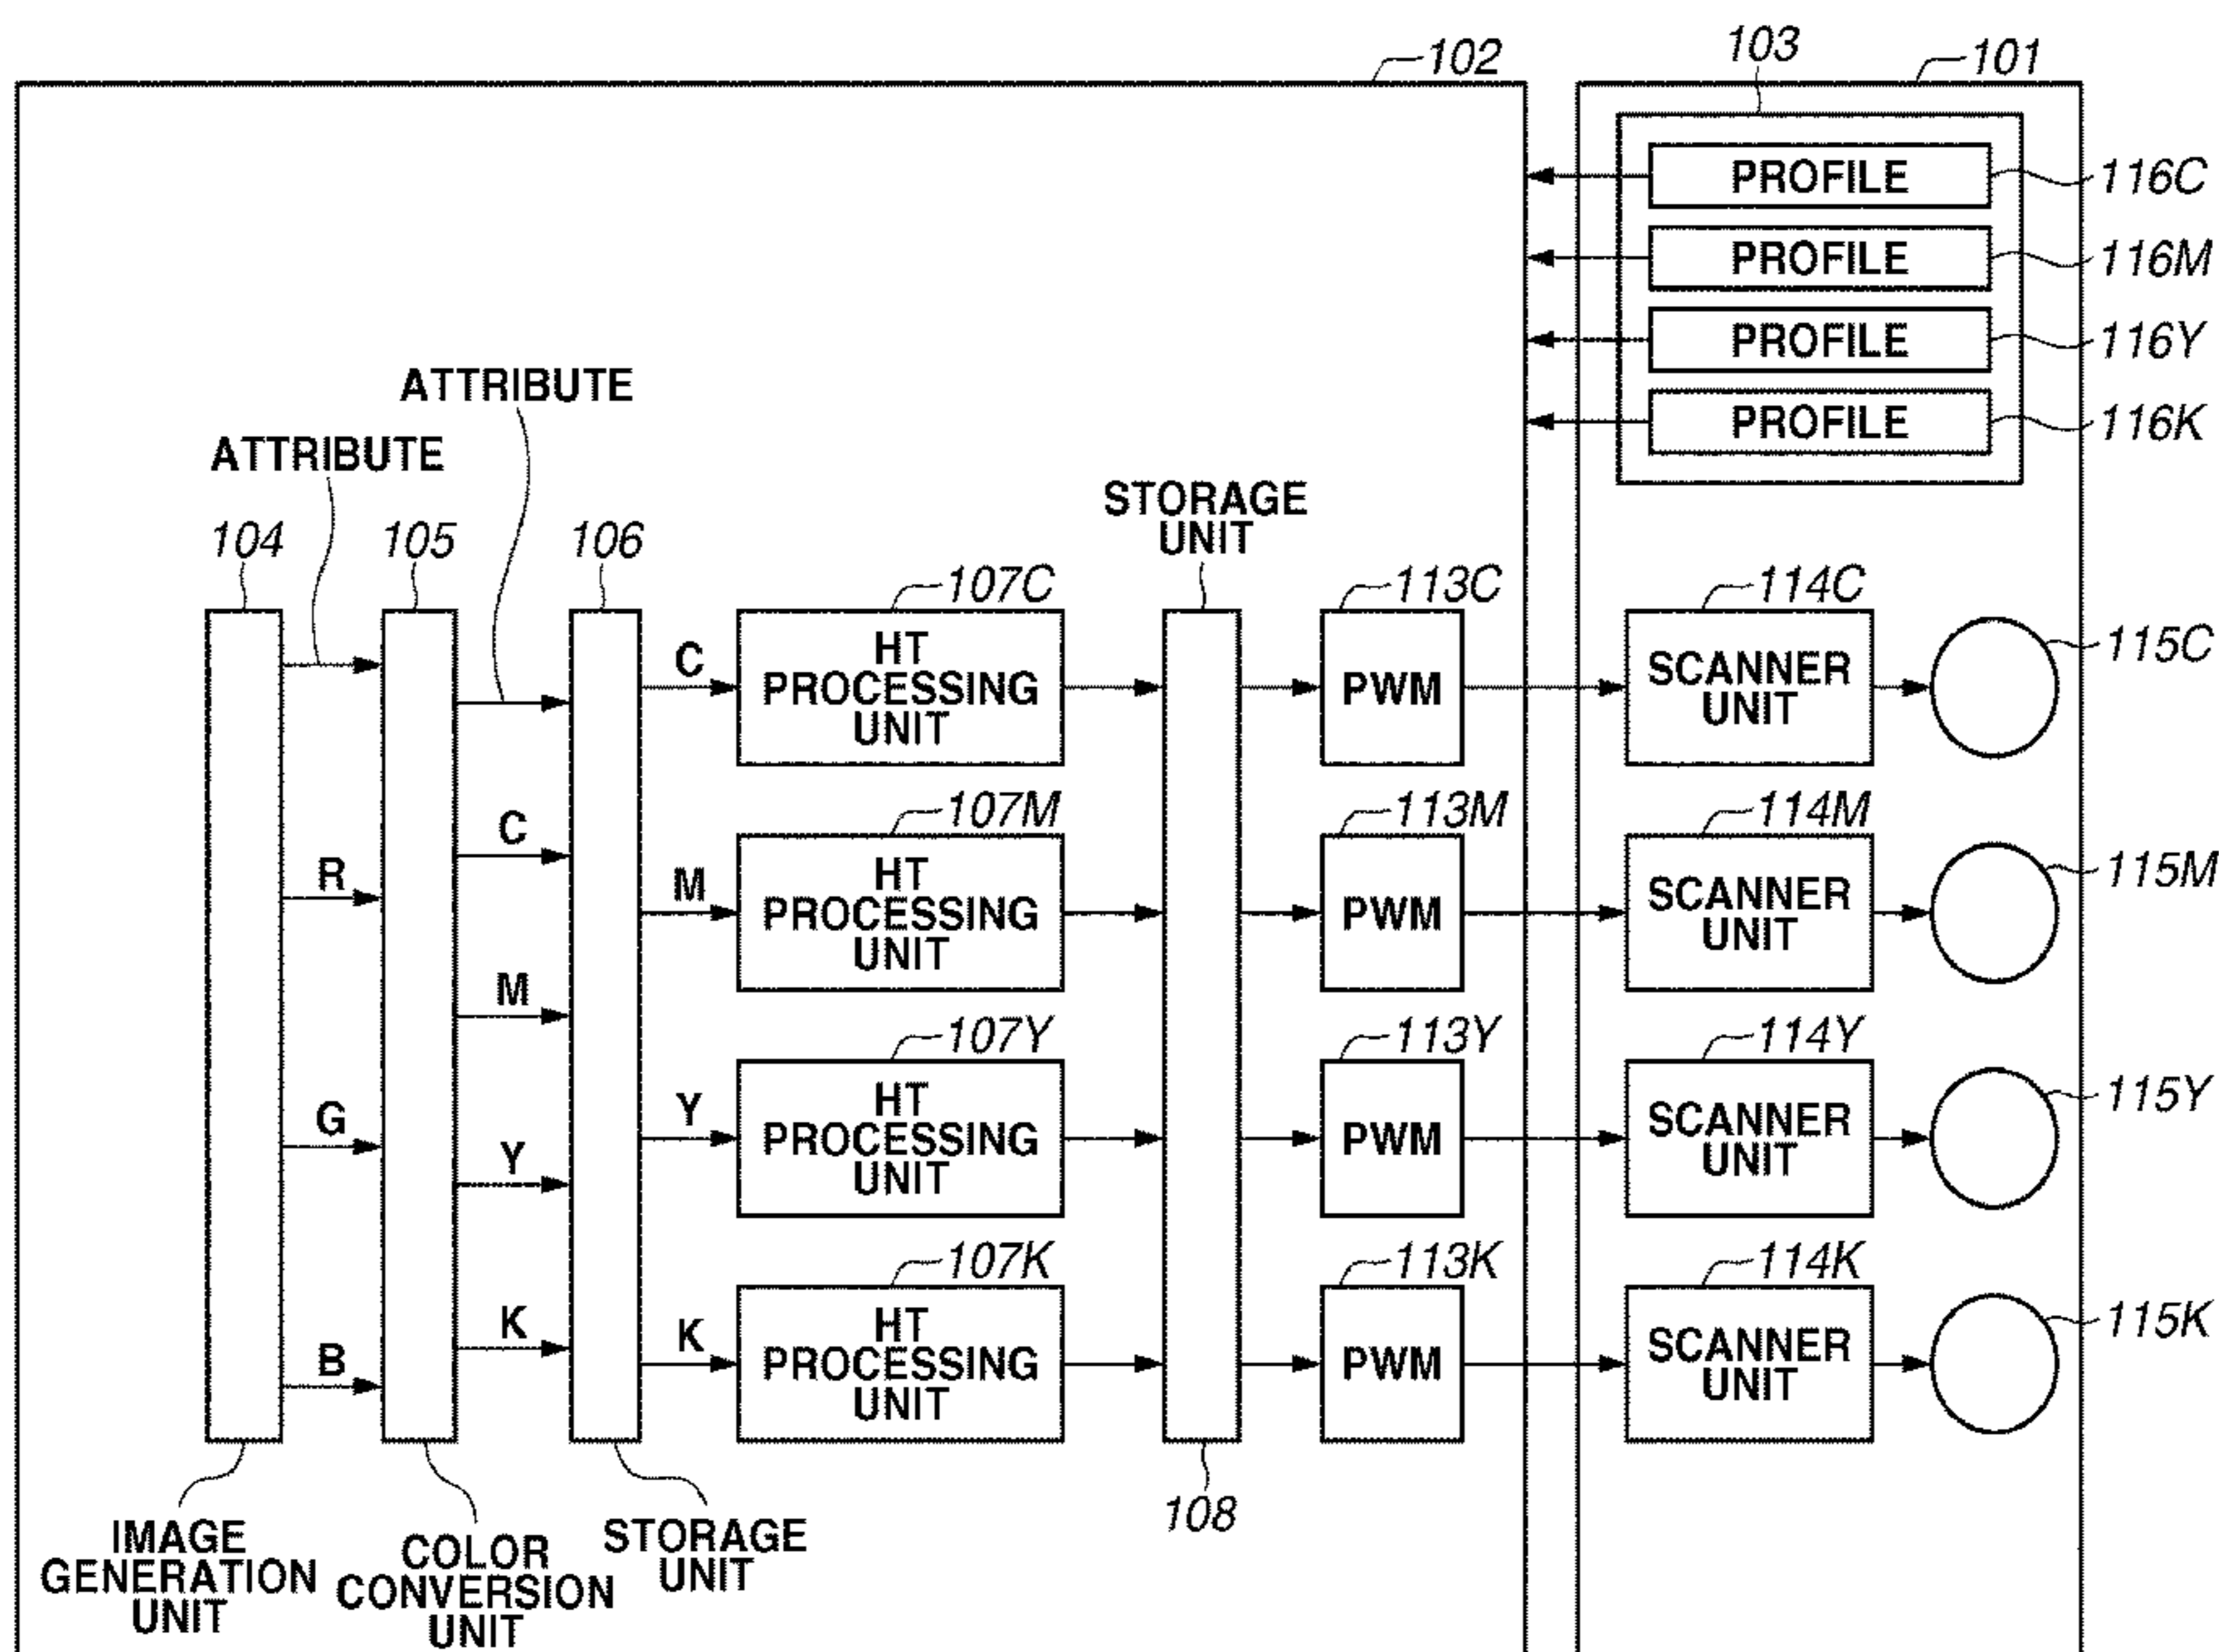 102
103
101
PROFILE
116C
PROFILE
116M
PROFILE
116Y
PROFILE
116K
ATTRIBUTE
ATTRIBUTE
STORAGE
UNIT
104
105
106
107C
113C
114C
115C
C
HT
PROCESSING
UNIT
PWM
SCANNER
UNIT
107M
113M
114M
115M
R
C
M
HT
PROCESSING
UNIT
PWM
SCANNER
UNIT
107Y
113Y
114Y
115Y
G
M
Y
Y
HT
PROCESSING
UNIT
PWM
SCANNER
UNIT
107K
113K
114K
115K
B
K
K
HT
PROCESSING
UNIT
PWM
SCANNER
UNIT
108
IMAGE
GENERATION
UNIT
COLOR
CONVERSION
UNIT
STORAGE
UNIT